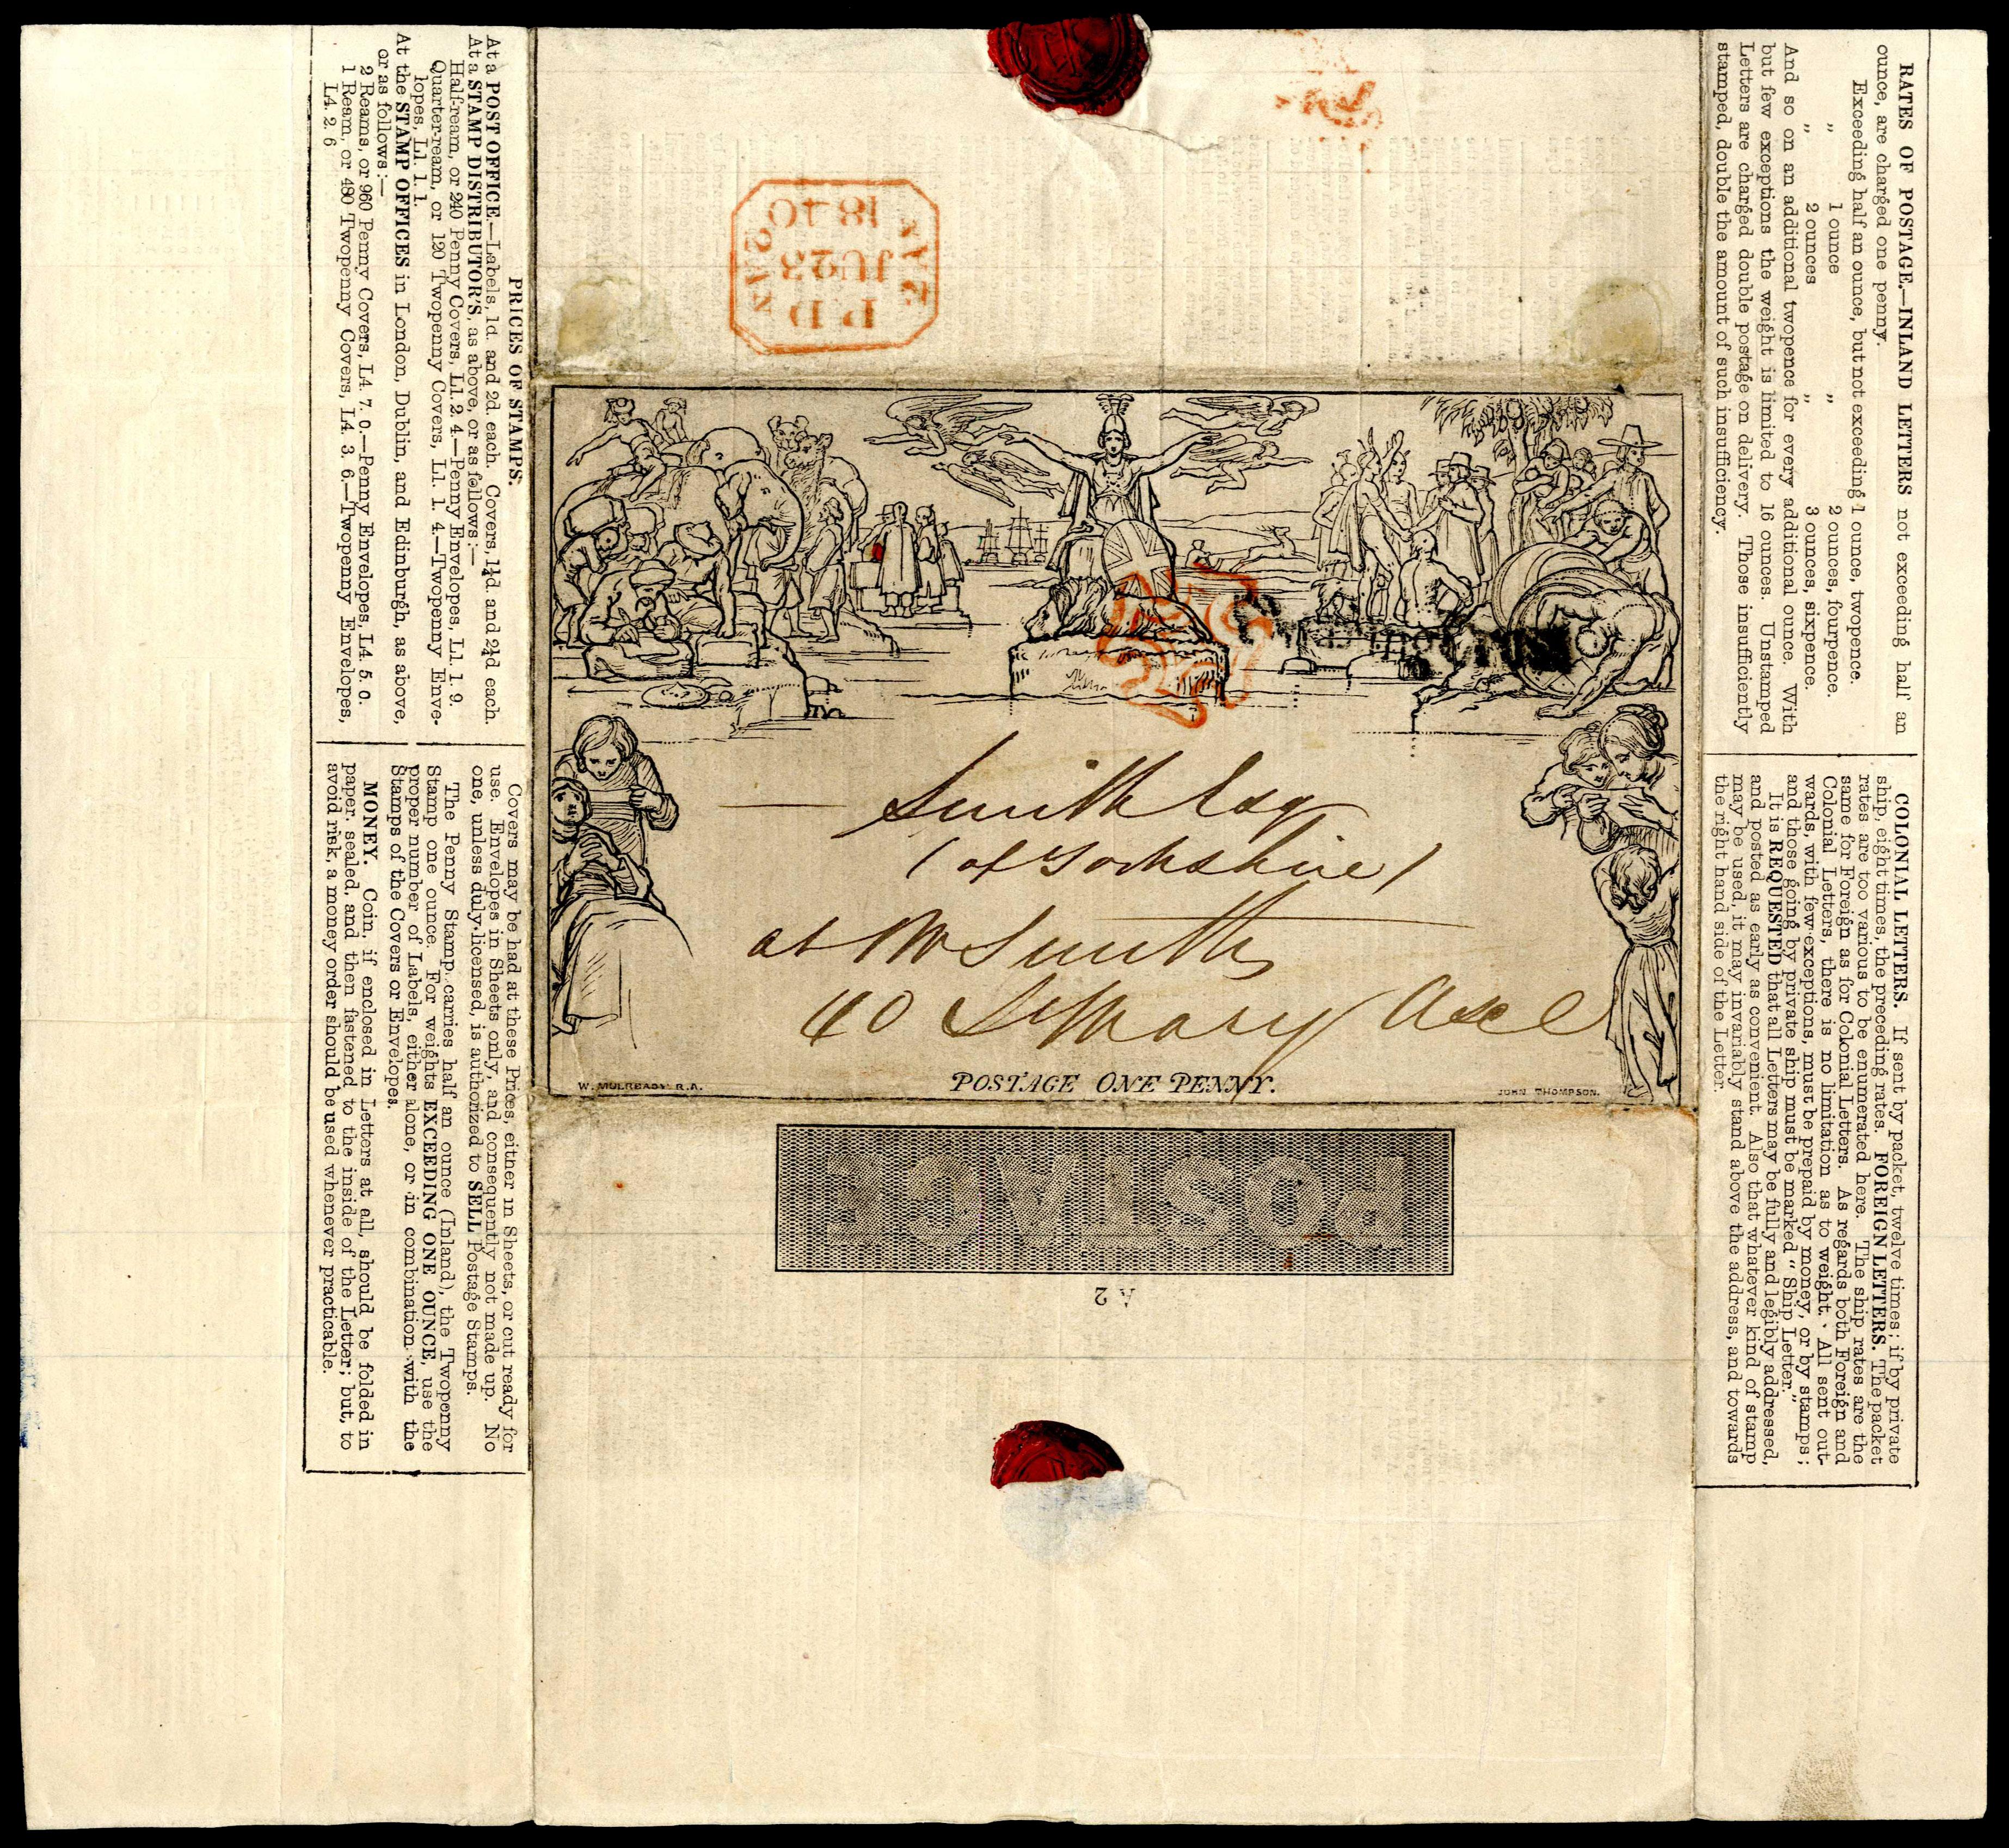 RATES OF POSTAGE.—INLAND LETTERS not exceeding half an
ounce, are charged one penny.
Exceeding half an ounce, but not exceeding 1 ounce, twopence.
„ 1 ounce „ 2 ounces, fourpence.
„ 2 ounces „ 3 ounces, sixpence.
And so on an additional twopence for every additional ounce. With
but few exceptions the weight is limited to 16 ounces. Unstamped
Letters are charged double postage on delivery. Those insufficiently
stamped, double the amount of such insufficiency.
COLONIAL LETTERS. If sent by packet, twelve times; if by private
ship, eight times, the preceding rates. FOREIGN LETTERS. The packet
rates are too various to be enumerated here. The ship rates are the
same for Foreign as for Colonial Letters. As regards both Foreign and
Colonial Letters, there is no limitation as to weight. All sent out-
wards, with few exceptions, must be prepaid by money, or by stamps;
and those going by private ship must be marked "Ship Letter."
It is REQUESTED that all Letters may be fully and legibly addressed,
and posted as early as convenient. Also that whatever kind of stamp
may be used, it may invariably stand above the address, and towards
the right hand side of the Letter.
PD
JU 23
1840
Smith Esq
(of Yorkshire)
at Mr Smiths
40 St Mary Axe
W. MULREADY R.A.
POSTAGE ONE PENNY.
JOHN THOMPSON.
POSTAGE
A 2
PRICES OF STAMPS.
At a POST OFFICE.—Labels, 1d. and 2d. each. Covers, 1¼d. and 2¼d each.
At a STAMP DISTRIBUTOR'S, as above, or as follows:—
Half-ream, or 240 Penny Covers, L1. 2. 4.—Penny Envelopes, L1. 1. 9.
Quarter-ream, or 120 Twopenny Covers, L1. 1. 4—Twopenny Enve-
lopes, L1. 1. 1.
At the STAMP OFFICES in London, Dublin, and Edinburgh, as above,
or as follows:—
2 Reams, or 960 Penny Covers, L4. 7. 0.—Penny Envelopes, L4. 5. 0.
1 Ream, or 480 Twopenny Covers, L4. 3. 6.—Twopenny Envelopes,
L4. 2. 6
Covers may be had at these Prices, either in Sheets, or cut ready for
use. Envelopes in Sheets only, and consequently not made up. No
one, unless duly licensed, is authorized to SELL Postage Stamps.
The Penny Stamp carries half an ounce (Inland), the Twopenny
Stamp one ounce. For weights EXCEEDING ONE OUNCE, use the
proper number of Labels, either alone, or in combination with the
Stamps of the Covers or Envelopes.
MONEY. Coin, if enclosed in Letters at all, should be folded in
paper, sealed, and then fastened to the inside of the Letter; but, to
avoid risk, a money order should be used whenever practicable.